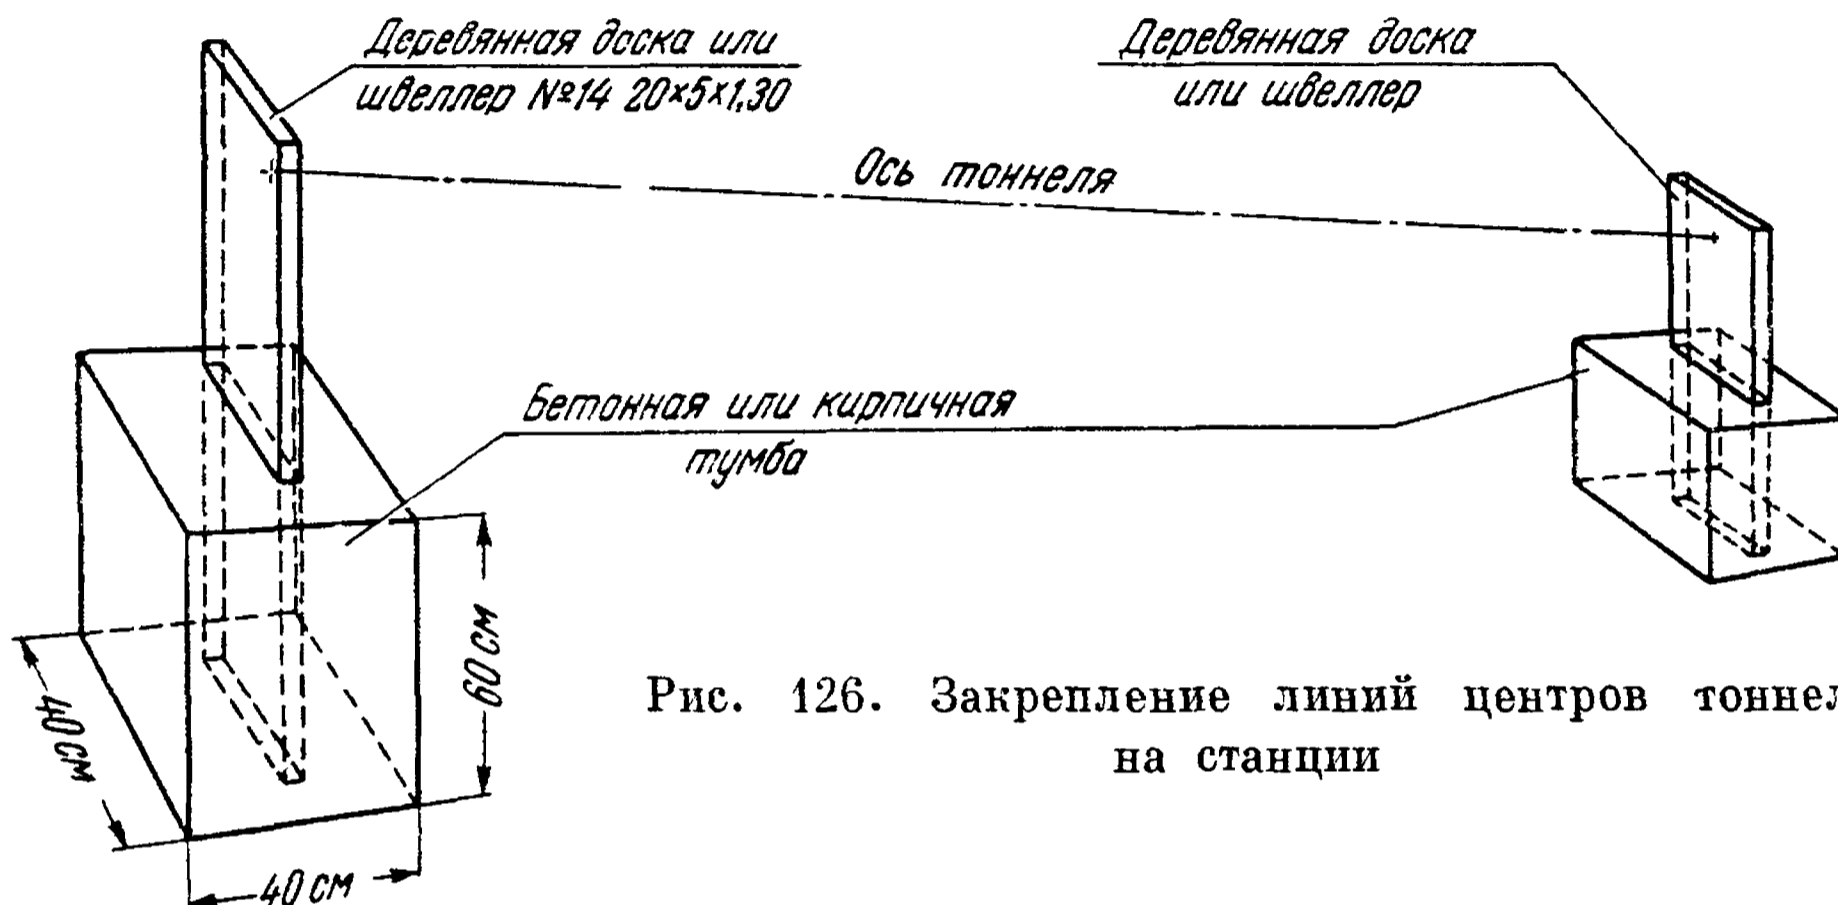 Деревянная доска или
швеллер №14 20×5×1,30
Деревянная доска
или швеллер
Ось тоннеля
Бетонная или кирпичная
тумба
60 см
40 см
40 см
Рис. 126. Закрепление линий центров тоннел
на станции